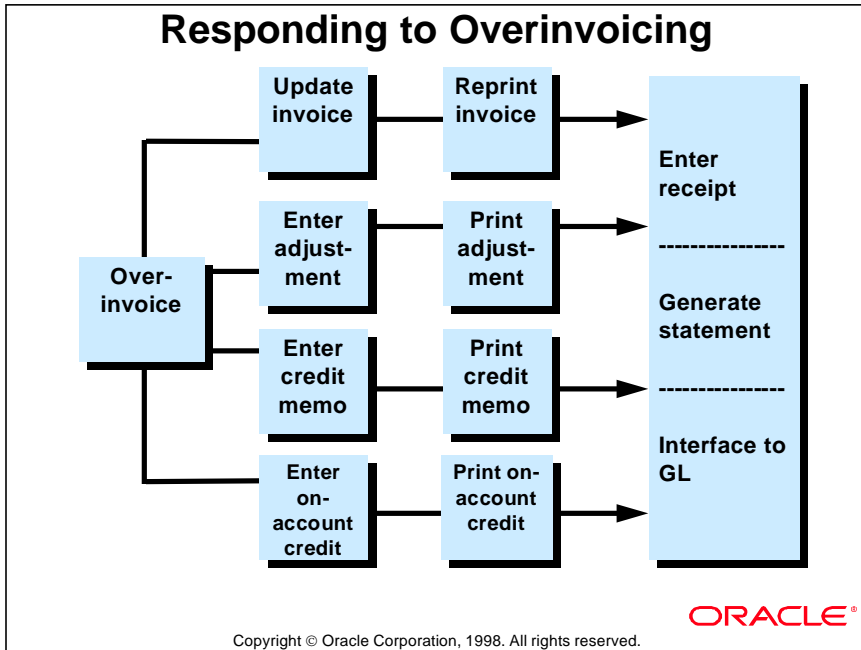 Responding to Overinvoicing
Update
invoice
Reprint
invoice
Enter
adjust-
ment
Print
adjust-
ment
Over-
invoice
Enter
credit
memo
Print
credit
memo
Enter
on-
account
credit
Print on-
account
credit
Enter
receipt
----------------
Generate
statement
----------------
Interface to
GL
ORACLE®
Copyright © Oracle Corporation, 1998. All rights reserved.